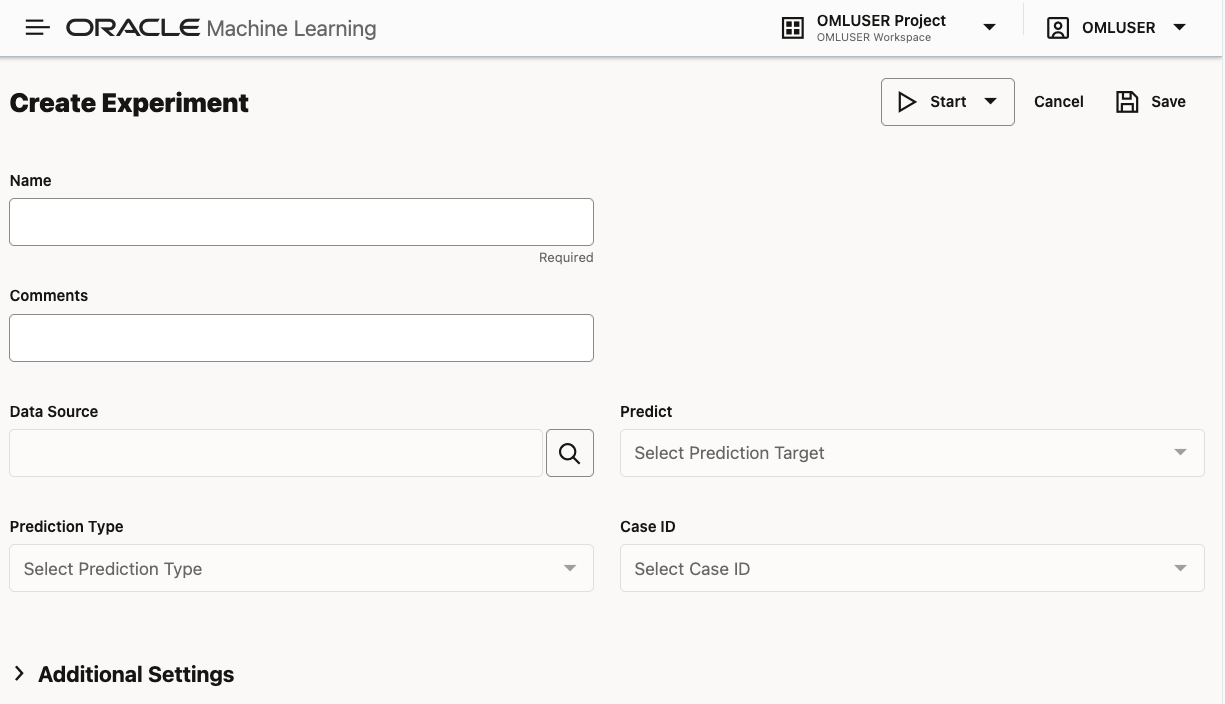 ORACLE Machine Learning
OMLUSER Project
OMLUSER Workspace
OMLUSER
Create Experiment
Start
Cancel
Save
Name
Required
Comments
Data Source
Predict
Select Prediction Target
Prediction Type
Case ID
Select Prediction Type
Select Case ID
Additional Settings